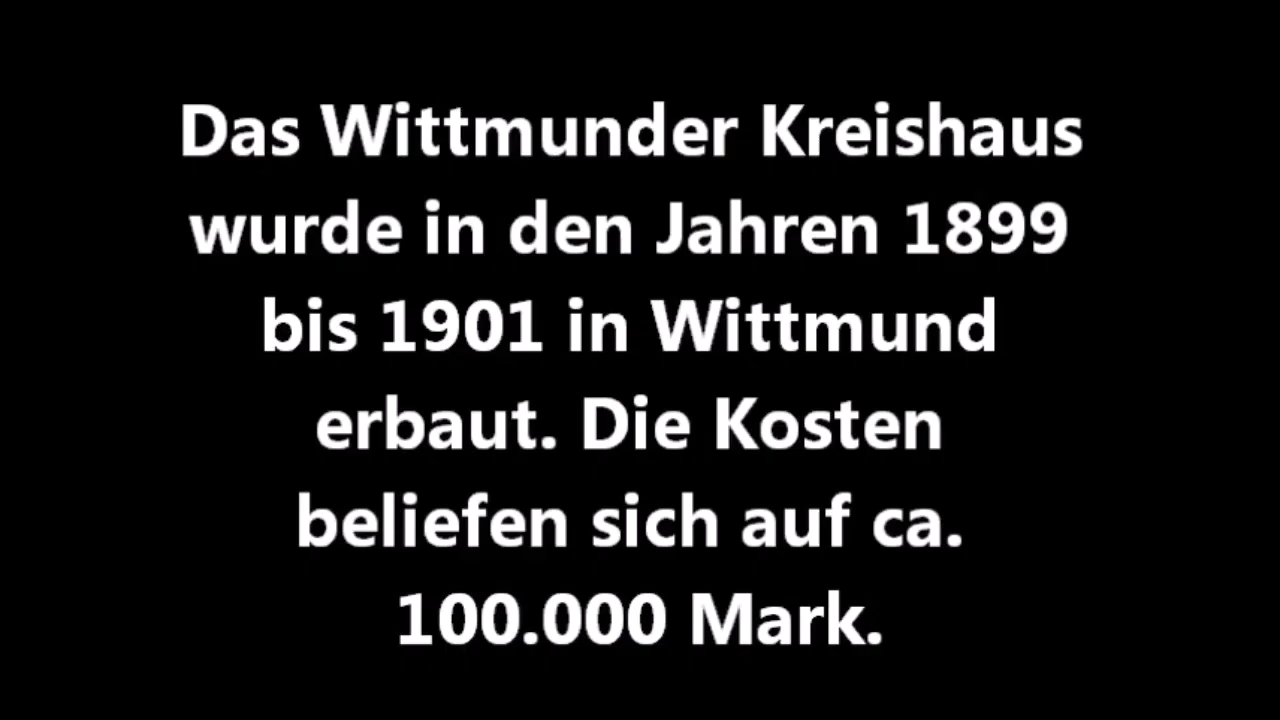 Das Wittmunder Kreishaus
wurde in den Jahren 1899
bis 1901 in Wittmund
erbaut. Die Kosten
beliefen sich auf ca.
100.000 Mark.